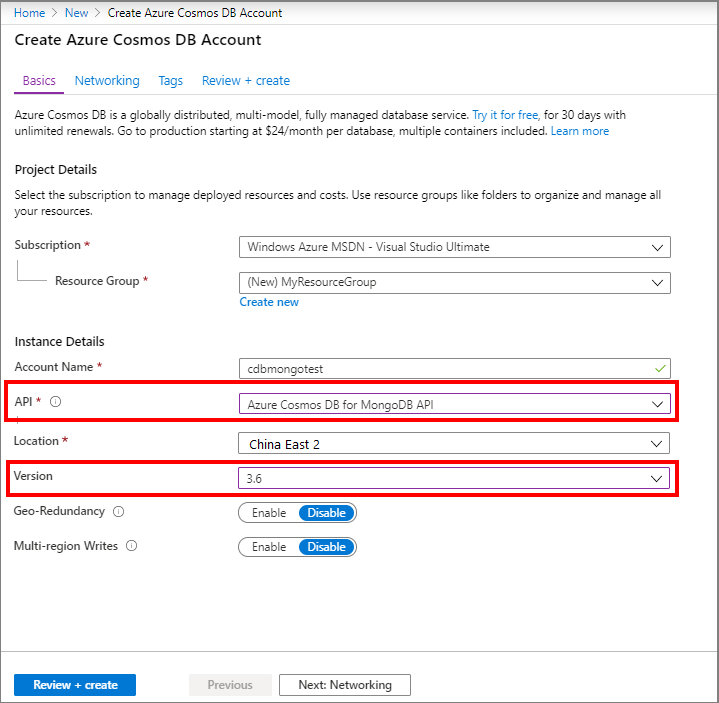 Home > New > Create Azure Cosmos DB Account
Create Azure Cosmos DB Account
Basics Networking Tags Review + create
Azure Cosmos DB is a globally distributed, multi-model, fully managed database service. Try it for free, for 30 days with
unlimited renewals. Go to production starting at $24/month per database, multiple containers included. Learn more
Project Details
Select the subscription to manage deployed resources and costs. Use resource groups like folders to organize and manage all
your resources.
Subscription * Windows Azure MSDN - Visual Studio Ultimate
Resource Group * (New) MyResourceGroup
Create new
Instance Details
Account Name * cdbmongotest
API * Azure Cosmos DB for MongoDB API
Location * China East 2
Version 3.6
Geo-Redundancy Enable Disable
Multi-region Writes Enable Disable
Review + create Previous Next: Networking